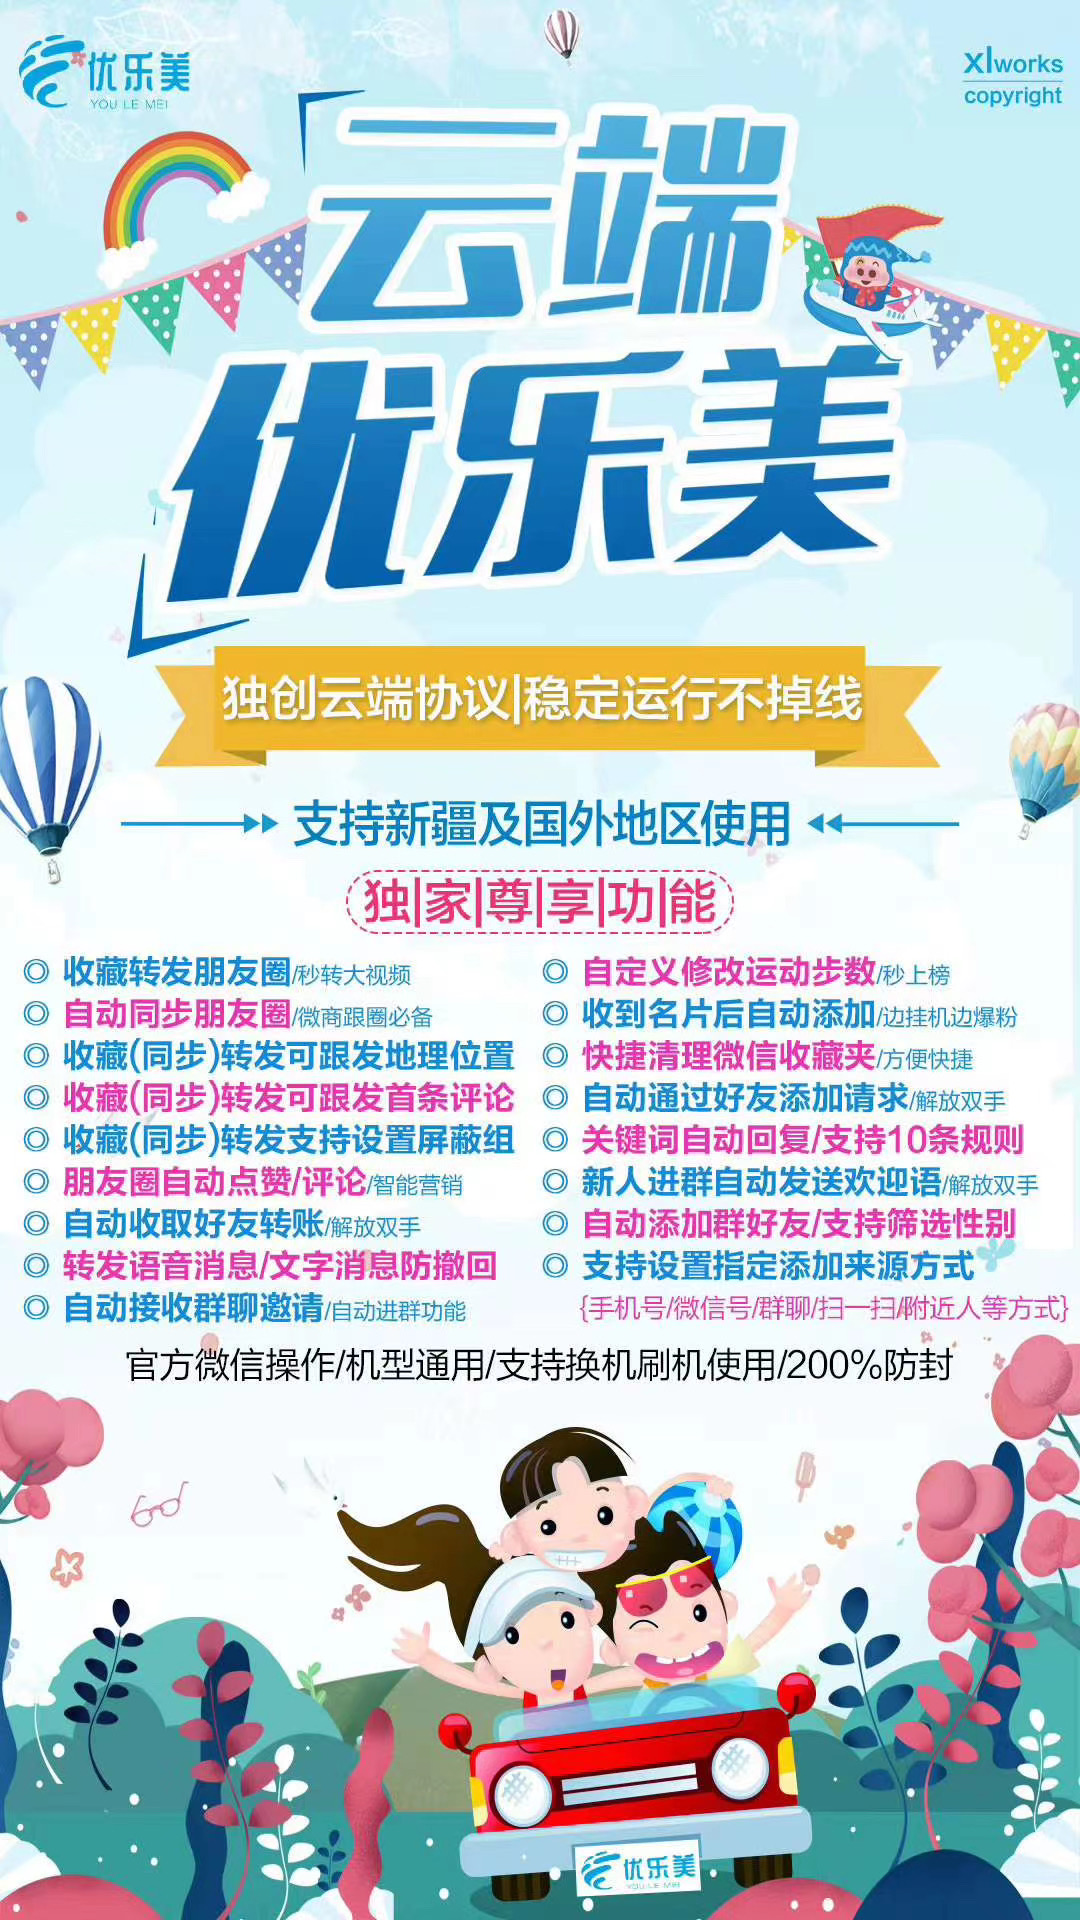 优乐美
YOU LE MEI
XIworks
copyright
云端
优乐美
独创云端协议|稳定运行不掉线
支持新疆及国外地区使用
独|家|尊|享|功|能
◎ 收藏转发朋友圈/秒转大视频
◎ 自动同步朋友圈/微商跟圈必备
◎ 收藏(同步)转发可跟发地理位置
◎ 收藏(同步)转发可跟发首条评论
◎ 收藏(同步)转发支持设置屏蔽组
◎ 朋友圈自动点赞/评论/智能营销
◎ 自动收取好友转账/解放双手
◎ 转发语音消息/文字消息防撤回
◎ 自动接收群聊邀请/自动进群功能
◎ 自定义修改运动步数/秒上榜
◎ 收到名片后自动添加/边挂机边爆粉
◎ 快捷清理微信收藏夹/方便快捷
◎ 自动通过好友添加请求/解放双手
◎ 关键词自动回复/支持10条规则
◎ 新人进群自动发送欢迎语/解放双手
◎ 自动添加群好友/支持筛选性别
◎ 支持设置指定添加来源方式
{手机号/微信号/群聊/扫一扫/附近人等方式}
官方微信操作/机型通用/支持换机刷机使用/200%防封
优乐美
YOU LE MEI